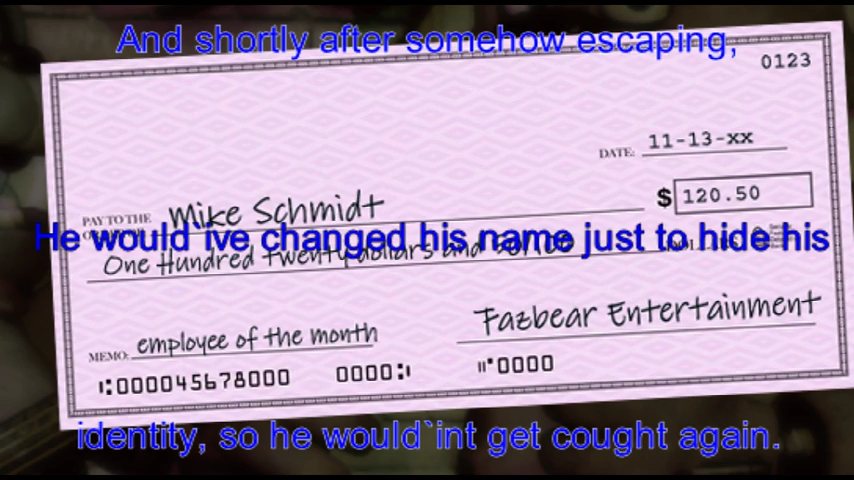 And shortly after somehow escaping,
0123
DATE: 11-13-xx
PAY TO THE Mike Schmidt $ 120.50
He would`ive changed his name just to hide his
One Hundred Twenty dollars and
MEMO: employee of the month Fazbear Entertainment
⑆000045678000 0000⑆ ⑈0000
identity, so he would`int get cought again.